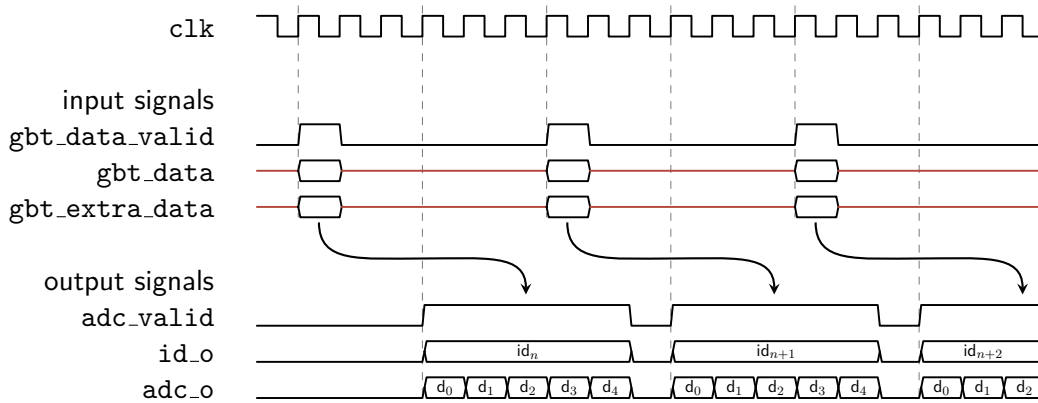 clk
input signals
gbt_data_valid
gbt_data
gbt_extra_data
output signals
adc_valid
id_o idₙ idₙ₊₁ idₙ₊₂
adc_o d₀ d₁ d₂ d₃ d₄ d₀ d₁ d₂ d₃ d₄ d₀ d₁ d₂